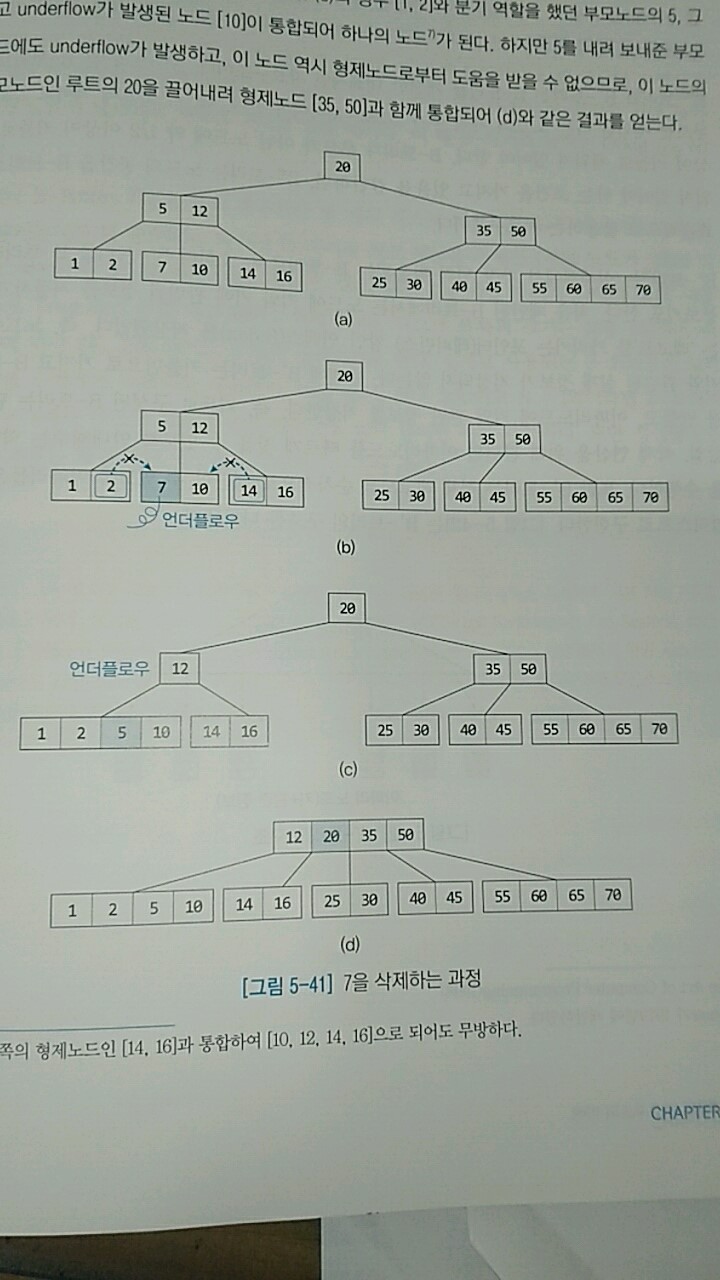 고 underflow가 발생된 노드 [10]이 통합되어 하나의 노드7)가 된다. 하지만 5를 내려 보내준 부모
에도 underflow가 발생하고, 이 노드 역시 형제노드로부터 도움을 받을 수 없으므로, 이 노드의
모노드인 루트의 20을 끌어내려 형제노드 [35, 50]과 함께 통합되어 (d)와 같은 결과를 얻는다.
20
5 12
35 50
1 2 7 10 14 16
25 30 40 45 55 60 65 70
(a)
20
5 12
35 50
1 2 7 10 14 16
25 30 40 45 55 60 65 70
언더플로우
(b)
20
언더플로우 12
35 50
1 2 5 10 14 16
25 30 40 45 55 60 65 70
(c)
12 20 35 50
1 2 5 10 14 16 25 30 40 45 55 60 65 70
(d)
[그림 5-41] 7을 삭제하는 과정
쪽의 형제노드인 [14, 16]과 통합하여 [10, 12, 14, 16]으로 되어도 무방하다.
CHAPTER